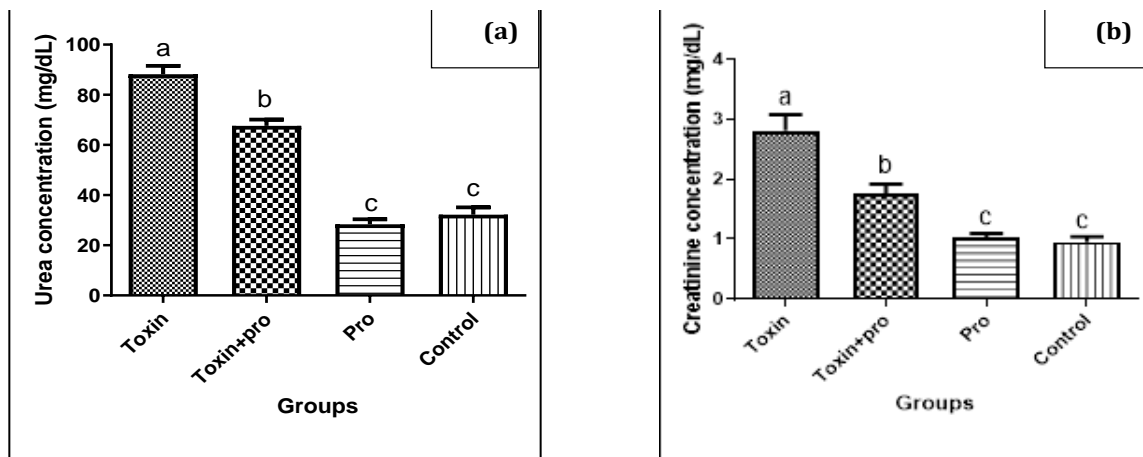 (a)
Urea concentration (mg/dL)
100
80
60
40
20
0
a
b
c
c
Toxin
Toxin+pro
Pro
Control
Groups
(b)
Creatinine concentration (mg/dL)
4
3
2
1
0
a
b
c
c
Toxin
Toxin+pro
Pro
Control
Groups